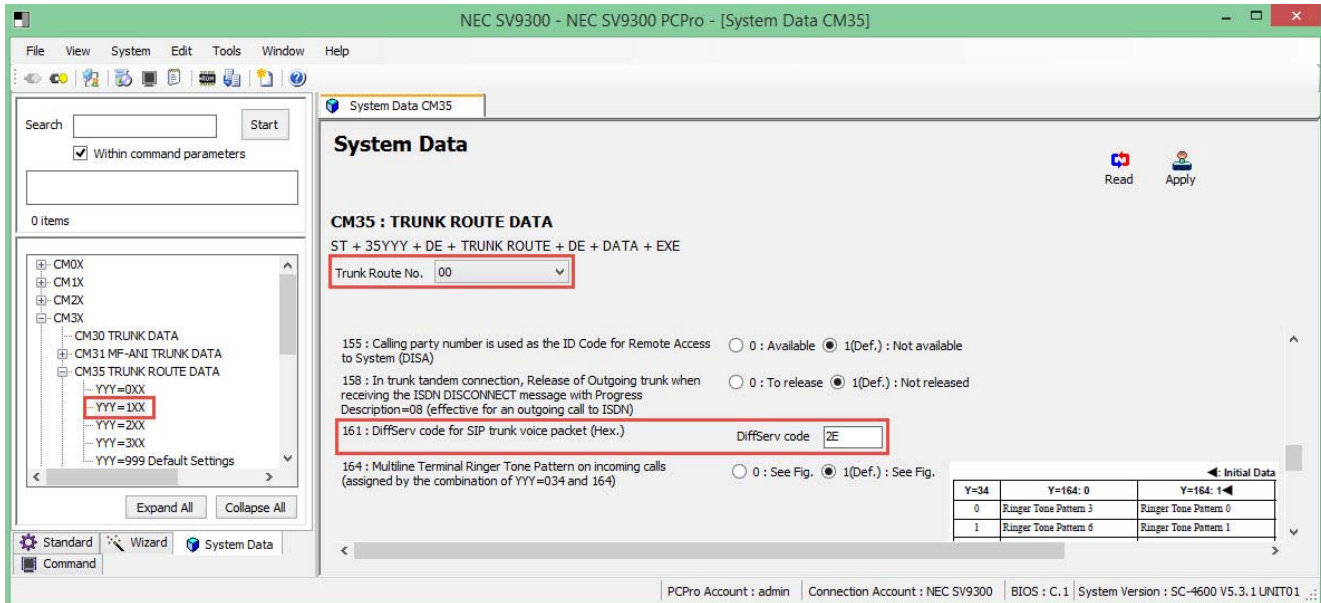 NEC SV9300 - NEC SV9300 PCPro - [System Data CM35]
File View System Edit Tools Window Help
Search Start
Within command parameters
0 items
CM0X
CM1X
CM2X
CM3X
CM30 TRUNK DATA
CM31 MF-ANI TRUNK DATA
CM35 TRUNK ROUTE DATA
YYY=0XX
YYY=1XX
YYY=2XX
YYY=3XX
YYY=999 Default Settings
Expand All Collapse All
Standard Wizard System Data
Command
System Data CM35
System Data
Read Apply
CM35 : TRUNK ROUTE DATA
ST + 35YYY + DE + TRUNK ROUTE + DE + DATA + EXE
Trunk Route No. 00
155 : Calling party number is used as the ID Code for Remote Access
to System (DISA)
0 : Available 1(Def.) : Not available
158 : In trunk tandem connection, Release of Outgoing trunk when
receiving the ISDN DISCONNECT message with Progress
Description=08 (effective for an outgoing call to ISDN)
0 : To release 1(Def.) : Not released
161 : DiffServ code for SIP trunk voice packet (Hex.)
DiffServ code 2E
164 : Multiline Terminal Ringer Tone Pattern on incoming calls
(assigned by the combination of YYY=034 and 164)
0 : See Fig. 1(Def.) : See Fig.
◀: Initial Data
Y=34 Y=164: 0 Y=164: 1◀
0 Ringer Tone Pattern 3 Ringer Tone Pattern 0
1 Ringer Tone Pattern 6 Ringer Tone Pattern 1
PCPro Account : admin Connection Account : NEC SV9300 BIOS : C.1 System Version : SC-4600 V5.3.1 UNIT01